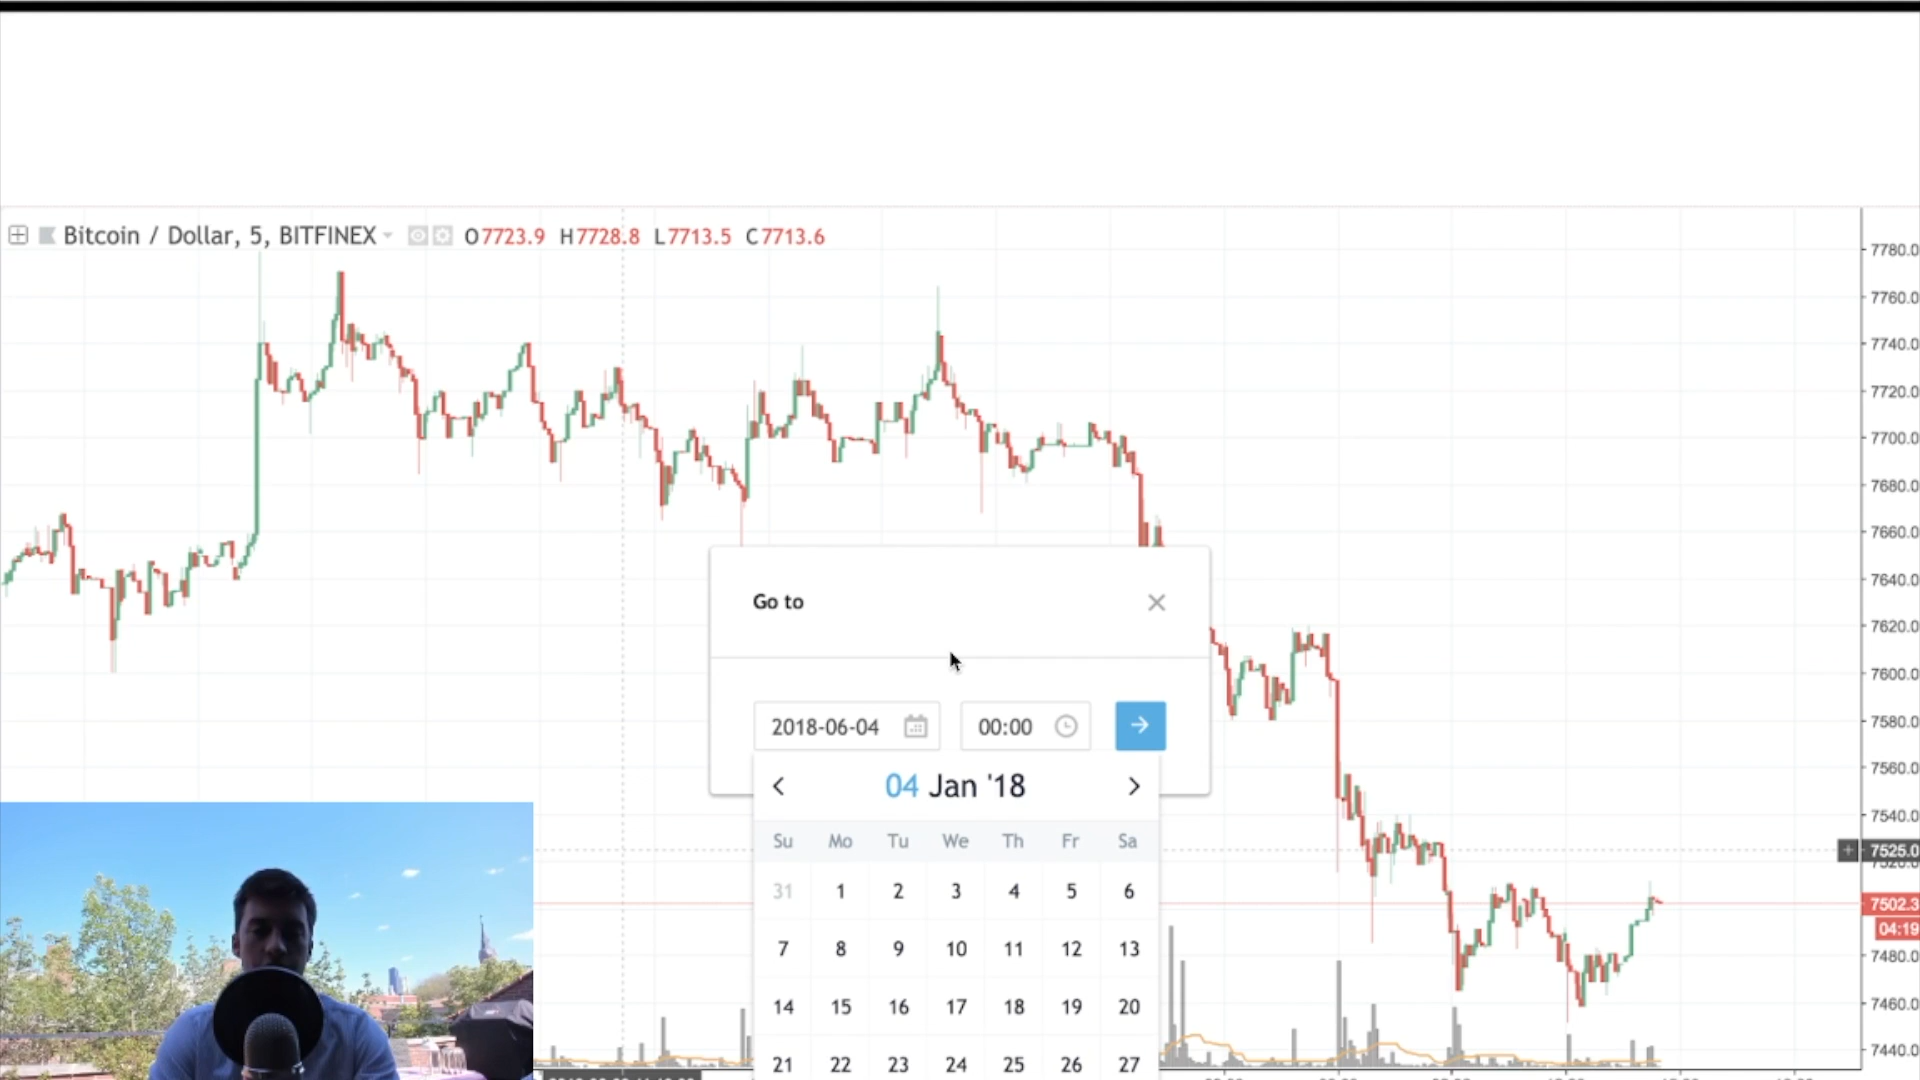 Bitcoin / Dollar, 5, BITFINEX O7723.9 H7728.8 L7713.5 C7713.6
7780.0
7760.0
7740.0
7720.0
7700.0
7680.0
7660.0
7640.0
7620.0
7600.0
7580.0
7560.0
7540.0
7525.0
7502.3
04:19
7480.0
7460.0
7440.0
Go to
2018-06-04 00:00
04 Jan '18
Su Mo Tu We Th Fr Sa
31 1 2 3 4 5 6
7 8 9 10 11 12 13
14 15 16 17 18 19 20
21 22 23 24 25 26 27